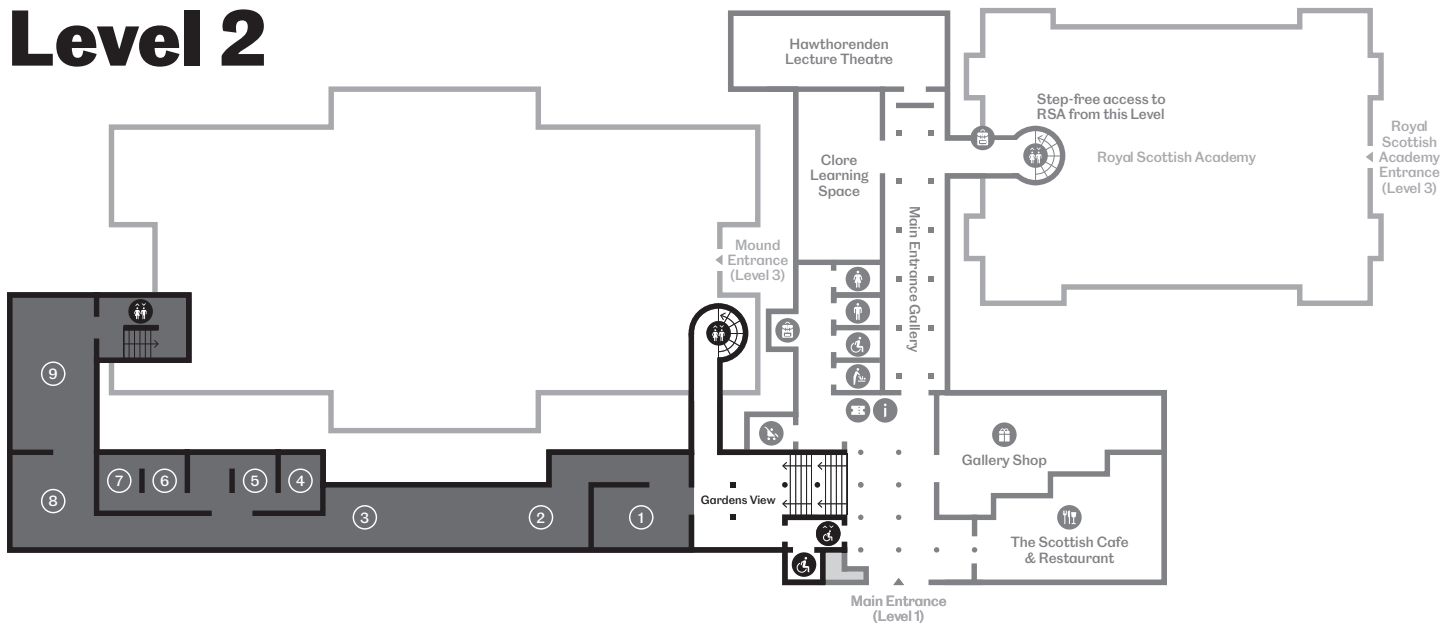 Level 2
Hawthorenden
Lecture Theatre
Step-free access to
RSA from this Level
Royal Scottish Academy
Royal
Scottish
Academy
Entrance
(Level 3)
Clore
Learning
Space
Main Entrance Gallery
Mound
Entrance
(Level 3)
i
Gallery Shop
Gardens View
The Scottish Cafe
& Restaurant
Main Entrance
(Level 1)
9
8
7
6
5
4
3
2
1